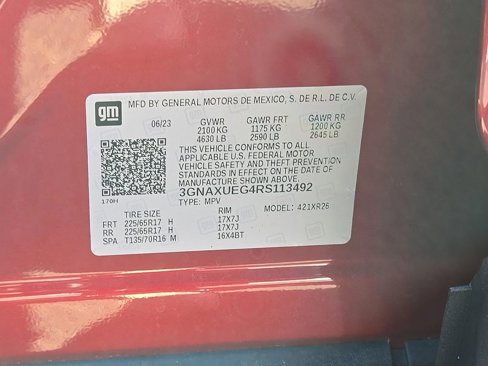 gm
MFD BY GENERAL MOTORS DE MEXICO, S. DE R.L. DE C.V.
06/23 GVWR GAWR FRT GAWR RR
2100 KG 1175 KG 1200 KG
4630 LB 2590 LB 2645 LB
THIS VEHICLE CONFORMS TO ALL
APPLICABLE U.S. FEDERAL MOTOR
VEHICLE SAFETY AND THEFT PREVENTION
STANDARDS IN EFFECT ON THE DATE OF
MANUFACTURE SHOWN ABOVE.
3GNAXUEG4RS113492
170H TYPE: MPV MODEL: 421XR26
TIRE SIZE RIM
FRT 225/65R17 H 17X7J
RR 225/65R17 H 17X7J
SPA T135/70R16 M 16X4BT